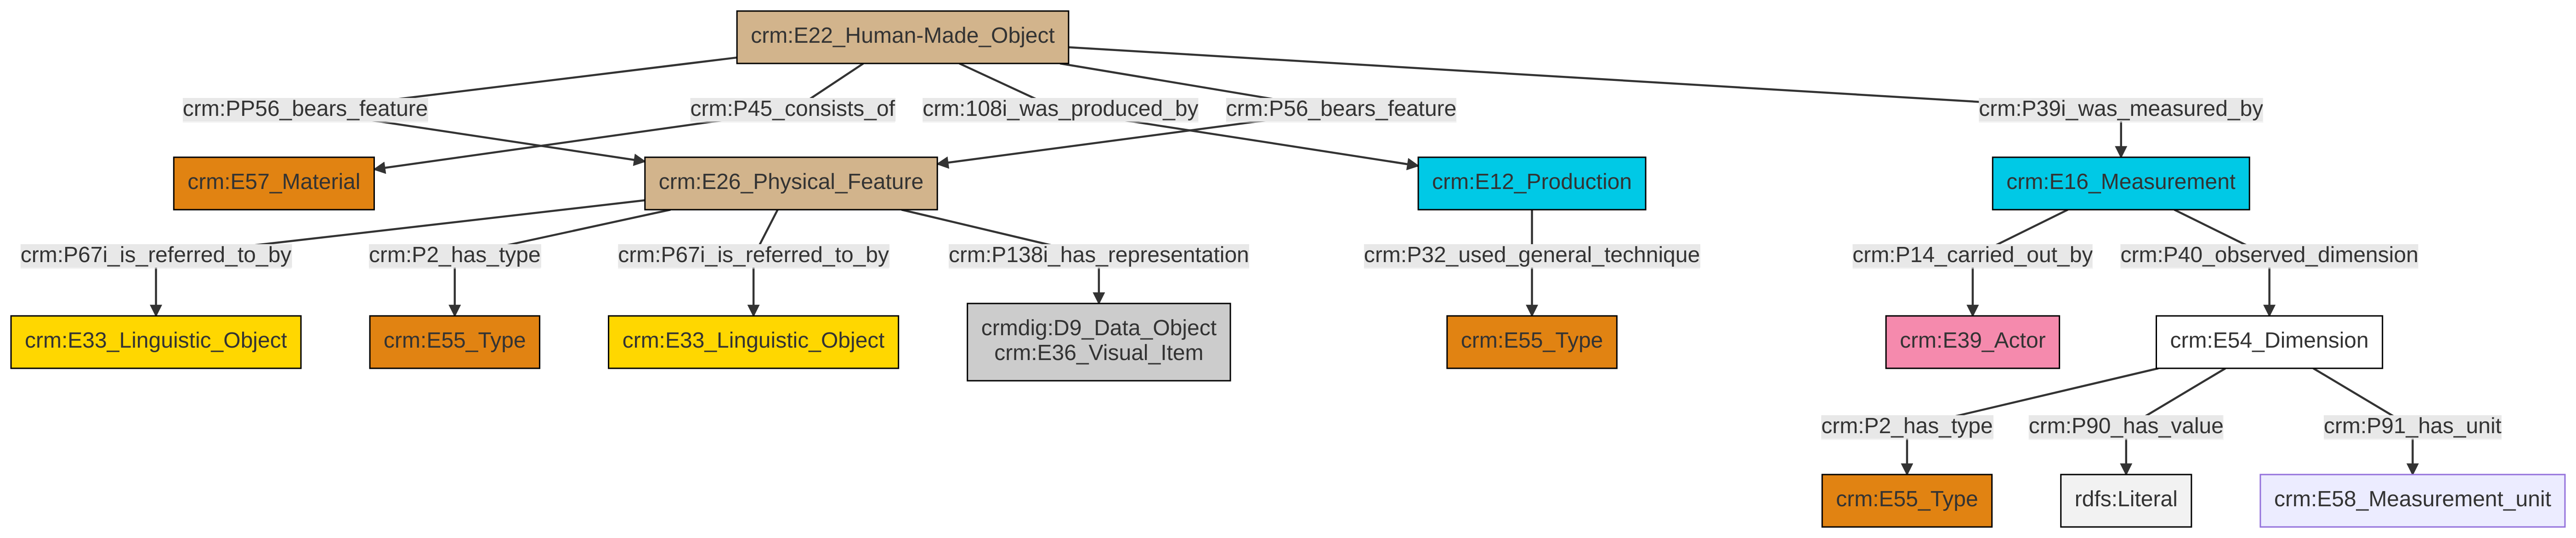 crm:E22_Human-Made_Object
crm:PP56_bears_feature
crm:P45_consists_of
crm:108i_was_produced_by
crm:P56_bears_feature
crm:P39i_was_measured_by
crm:E57_Material
crm:E26_Physical_Feature
crm:E12_Production
crm:E16_Measurement
crm:P67i_is_referred_to_by
crm:P2_has_type
crm:P67i_is_referred_to_by
crm:P138i_has_representation
crm:P32_used_general_technique
crm:P14_carried_out_by
crm:P40_observed_dimension
crm:E33_Linguistic_Object
crm:E55_Type
crm:E33_Linguistic_Object
crmdig:D9_Data_Object
crm:E36_Visual_Item
crm:E55_Type
crm:E39_Actor
crm:E54_Dimension
crm:P2_has_type
crm:P90_has_value
crm:P91_has_unit
crm:E55_Type
rdfs:Literal
crm:E58_Measurement_unit